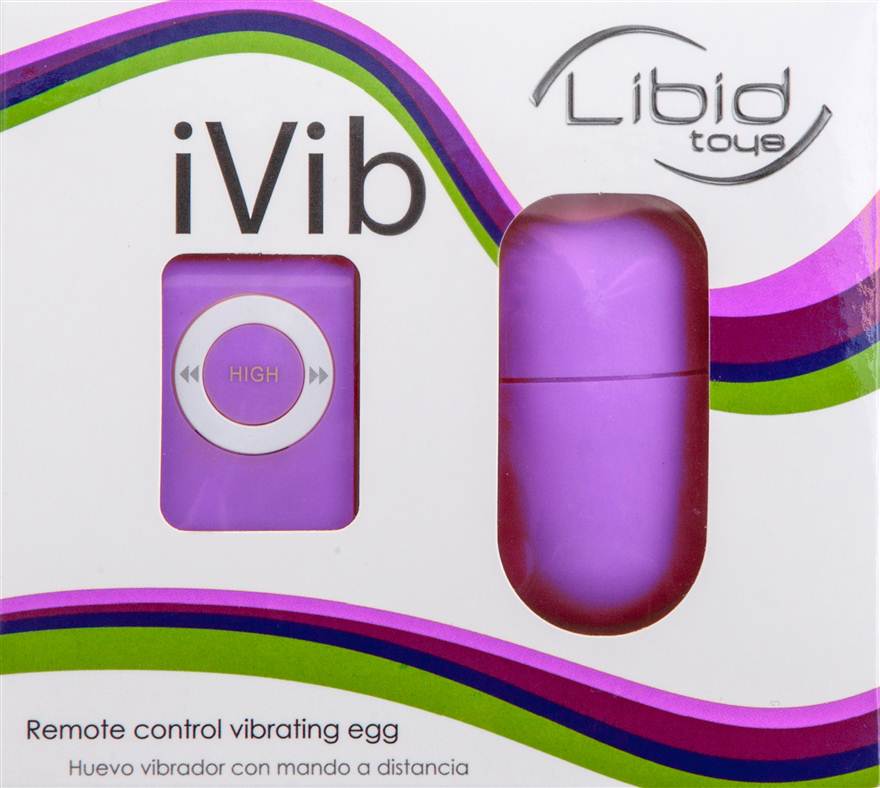 Libid
toys
iVib
HIGH
Remote control vibrating egg
Huevo vibrador con mando a distancia